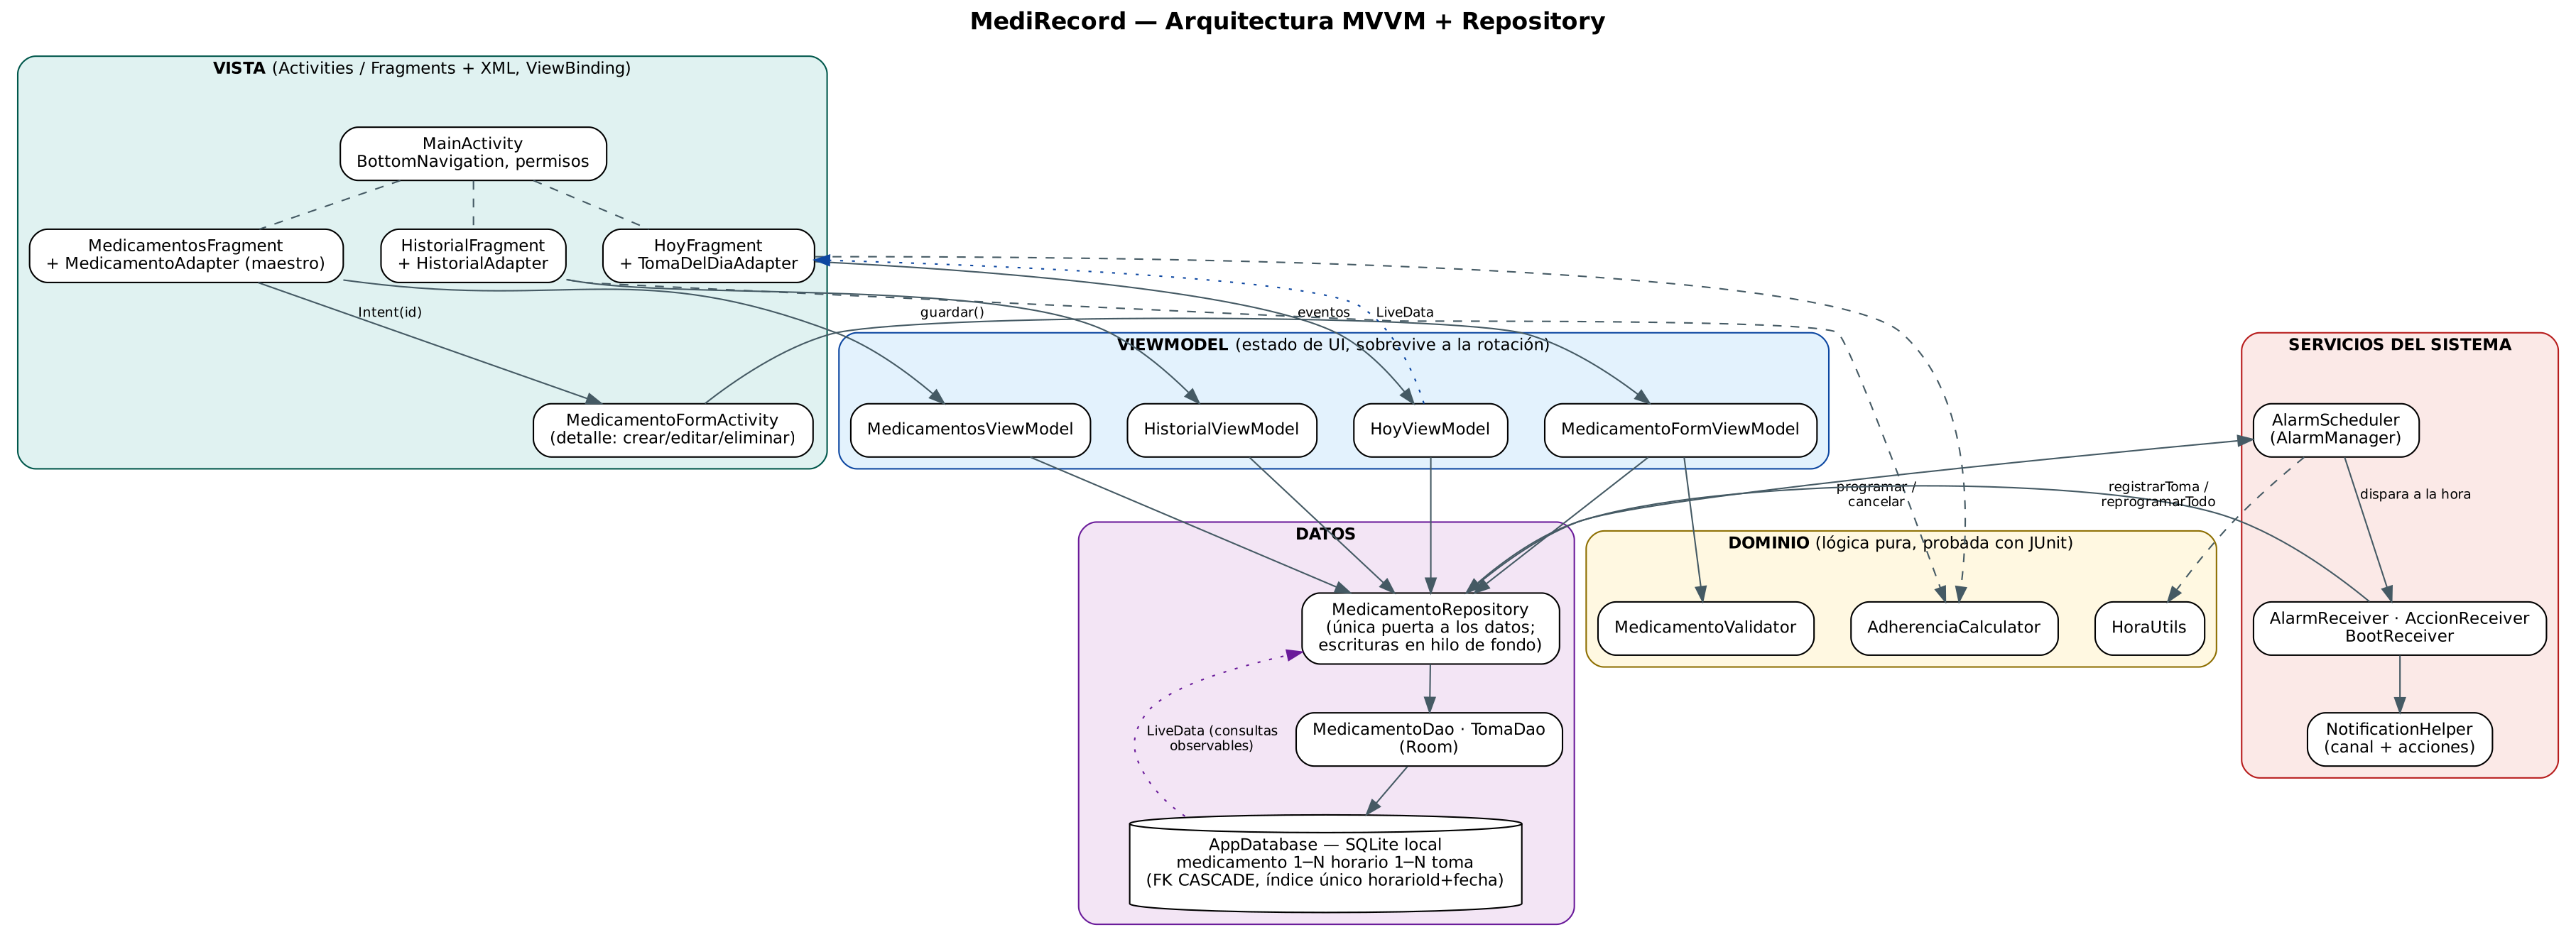 MediRecord — Arquitectura MVVM + Repository
VISTA (Activities / Fragments + XML, ViewBinding)
MainActivity
BottomNavigation, permisos
MedicamentosFragment
+ MedicamentoAdapter (maestro)
HistorialFragment
+ HistorialAdapter
HoyFragment
+ TomaDelDiaAdapter
Intent(id)
guardar()
eventos
LiveData
MedicamentoFormActivity
(detalle: crear/editar/eliminar)
VIEWMODEL (estado de UI, sobrevive a la rotación)
MedicamentosViewModel
HistorialViewModel
HoyViewModel
MedicamentoFormViewModel
SERVICIOS DEL SISTEMA
AlarmScheduler
(AlarmManager)
programar /
cancelar
registrarToma /
reprogramarTodo
dispara a la hora
DATOS
MedicamentoRepository
(única puerta a los datos;
escrituras en hilo de fondo)
LiveData (consultas
observables)
MedicamentoDao · TomaDao
(Room)
AppDatabase — SQLite local
medicamento 1─N horario 1─N toma
(FK CASCADE, índice único horarioId+fecha)
DOMINIO (lógica pura, probada con JUnit)
MedicamentoValidator
AdherenciaCalculator
HoraUtils
AlarmReceiver · AccionReceiver
BootReceiver
NotificationHelper
(canal + acciones)